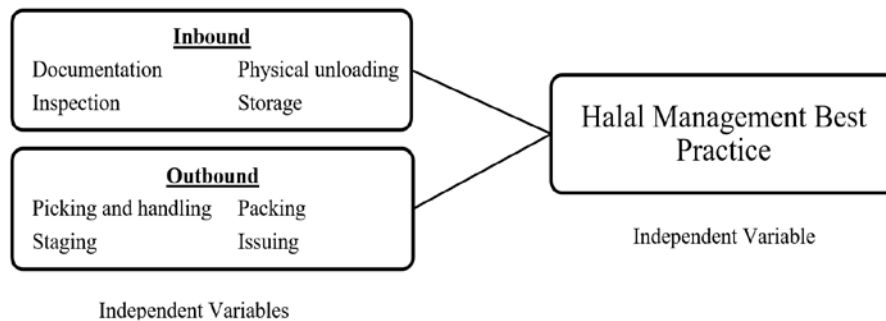 Inbound
Documentation Physical unloading
Inspection Storage
Outbound
Picking and handling Packing
Staging Issuing
Independent Variables
Halal Management Best
Practice
Independent Variable